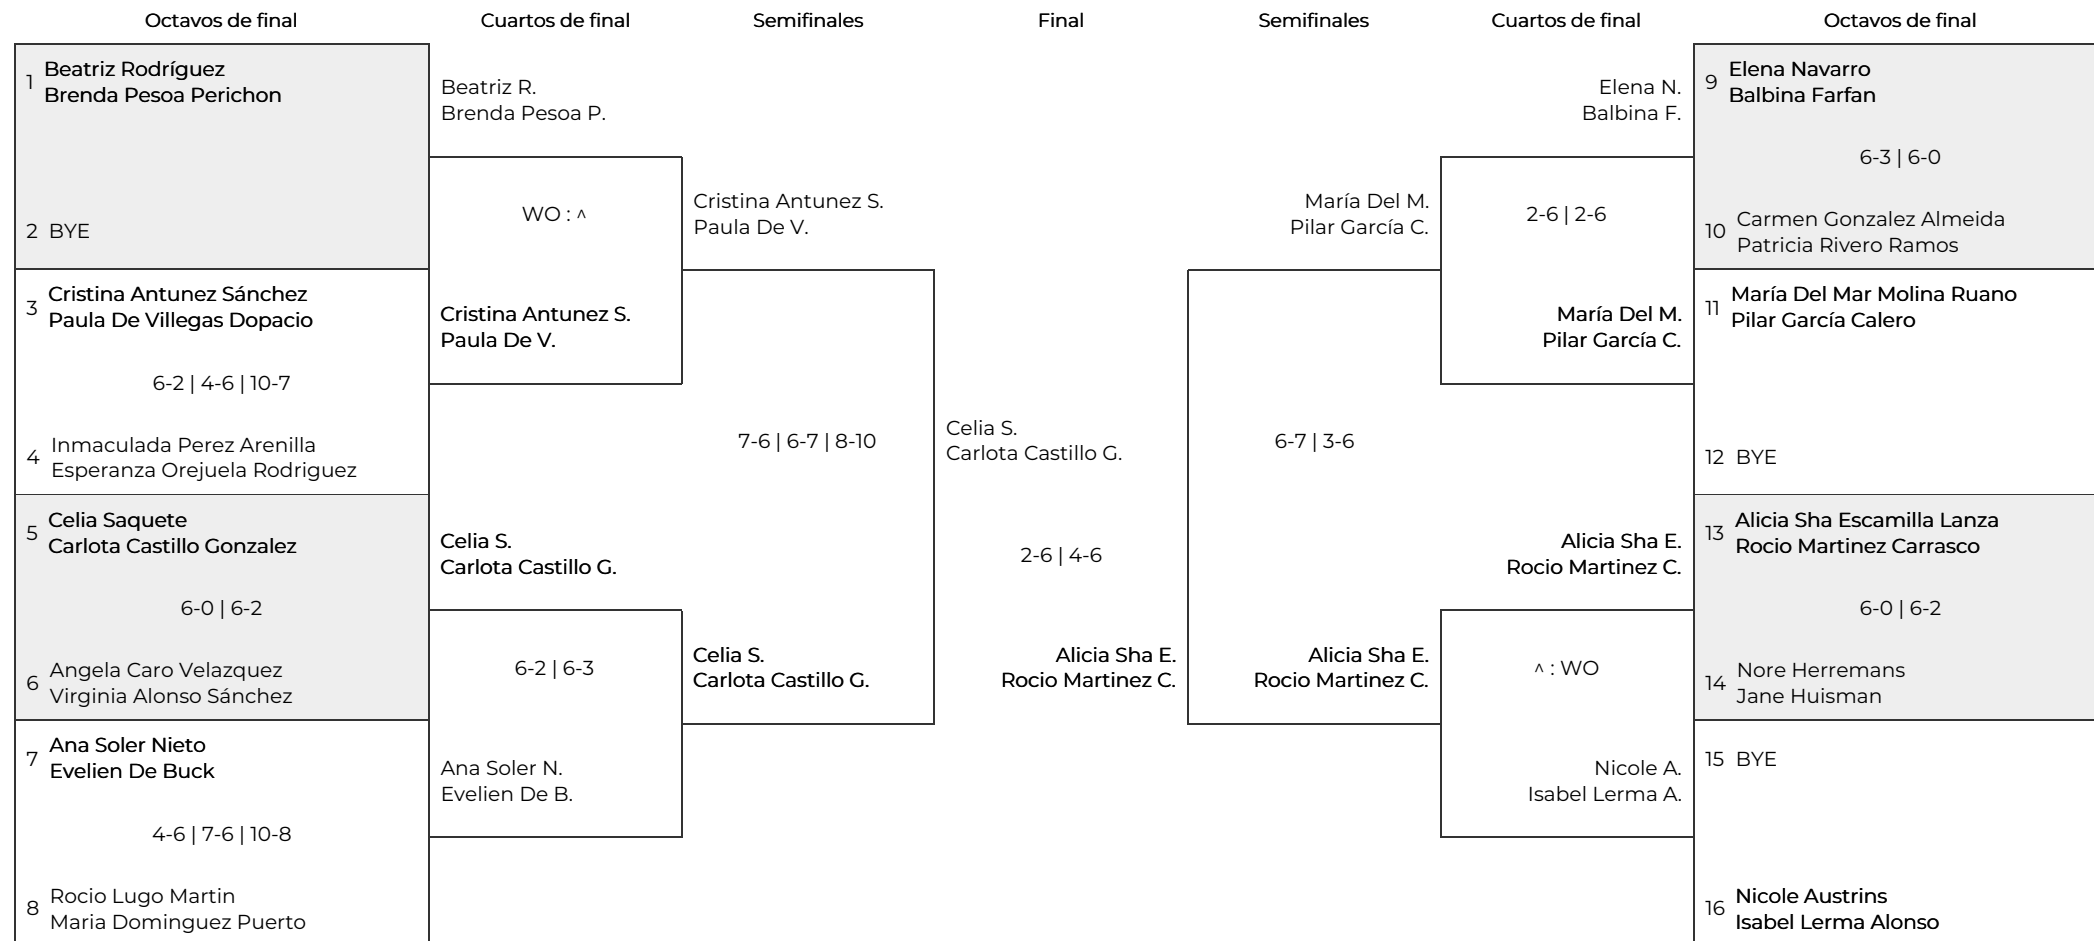 Octavos de final
Cuartos de final
Semifinales
Final
Semifinales
Cuartos de final
Octavos de final
1
Beatriz Rodríguez
Brenda Pesoa Perichon
2 BYE
3
Cristina Antunez Sánchez
Paula De Villegas Dopacio
6-2 | 4-6 | 10-7
4
Inmaculada Perez Arenilla
Esperanza Orejuela Rodriguez
5
Celia Saquete
Carlota Castillo Gonzalez
6-0 | 6-2
6
Angela Caro Velazquez
Virginia Alonso Sánchez
7
Ana Soler Nieto
Evelien De Buck
4-6 | 7-6 | 10-8
8
Rocio Lugo Martin
Maria Dominguez Puerto
Beatriz R.
Brenda Pesoa P.
WO : ^
Cristina Antunez S.
Paula De V.
Celia S.
Carlota Castillo G.
6-2 | 6-3
Ana Soler N.
Evelien De B.
Cristina Antunez S.
Paula De V.
7-6 | 6-7 | 8-10
Celia S.
Carlota Castillo G.
Celia S.
Carlota Castillo G.
2-6 | 4-6
Alicia Sha E.
Rocio Martinez C.
María Del M.
Pilar García C.
6-7 | 3-6
Alicia Sha E.
Rocio Martinez C.
Elena N.
Balbina F.
2-6 | 2-6
María Del M.
Pilar García C.
Alicia Sha E.
Rocio Martinez C.
^ : WO
Nicole A.
Isabel Lerma A.
9
Elena Navarro
Balbina Farfan
6-3 | 6-0
10
Carmen Gonzalez Almeida
Patricia Rivero Ramos
11
María Del Mar Molina Ruano
Pilar García Calero
12 BYE
13
Alicia Sha Escamilla Lanza
Rocio Martinez Carrasco
6-0 | 6-2
14
Nore Herremans
Jane Huisman
15 BYE
16
Nicole Austrins
Isabel Lerma Alonso